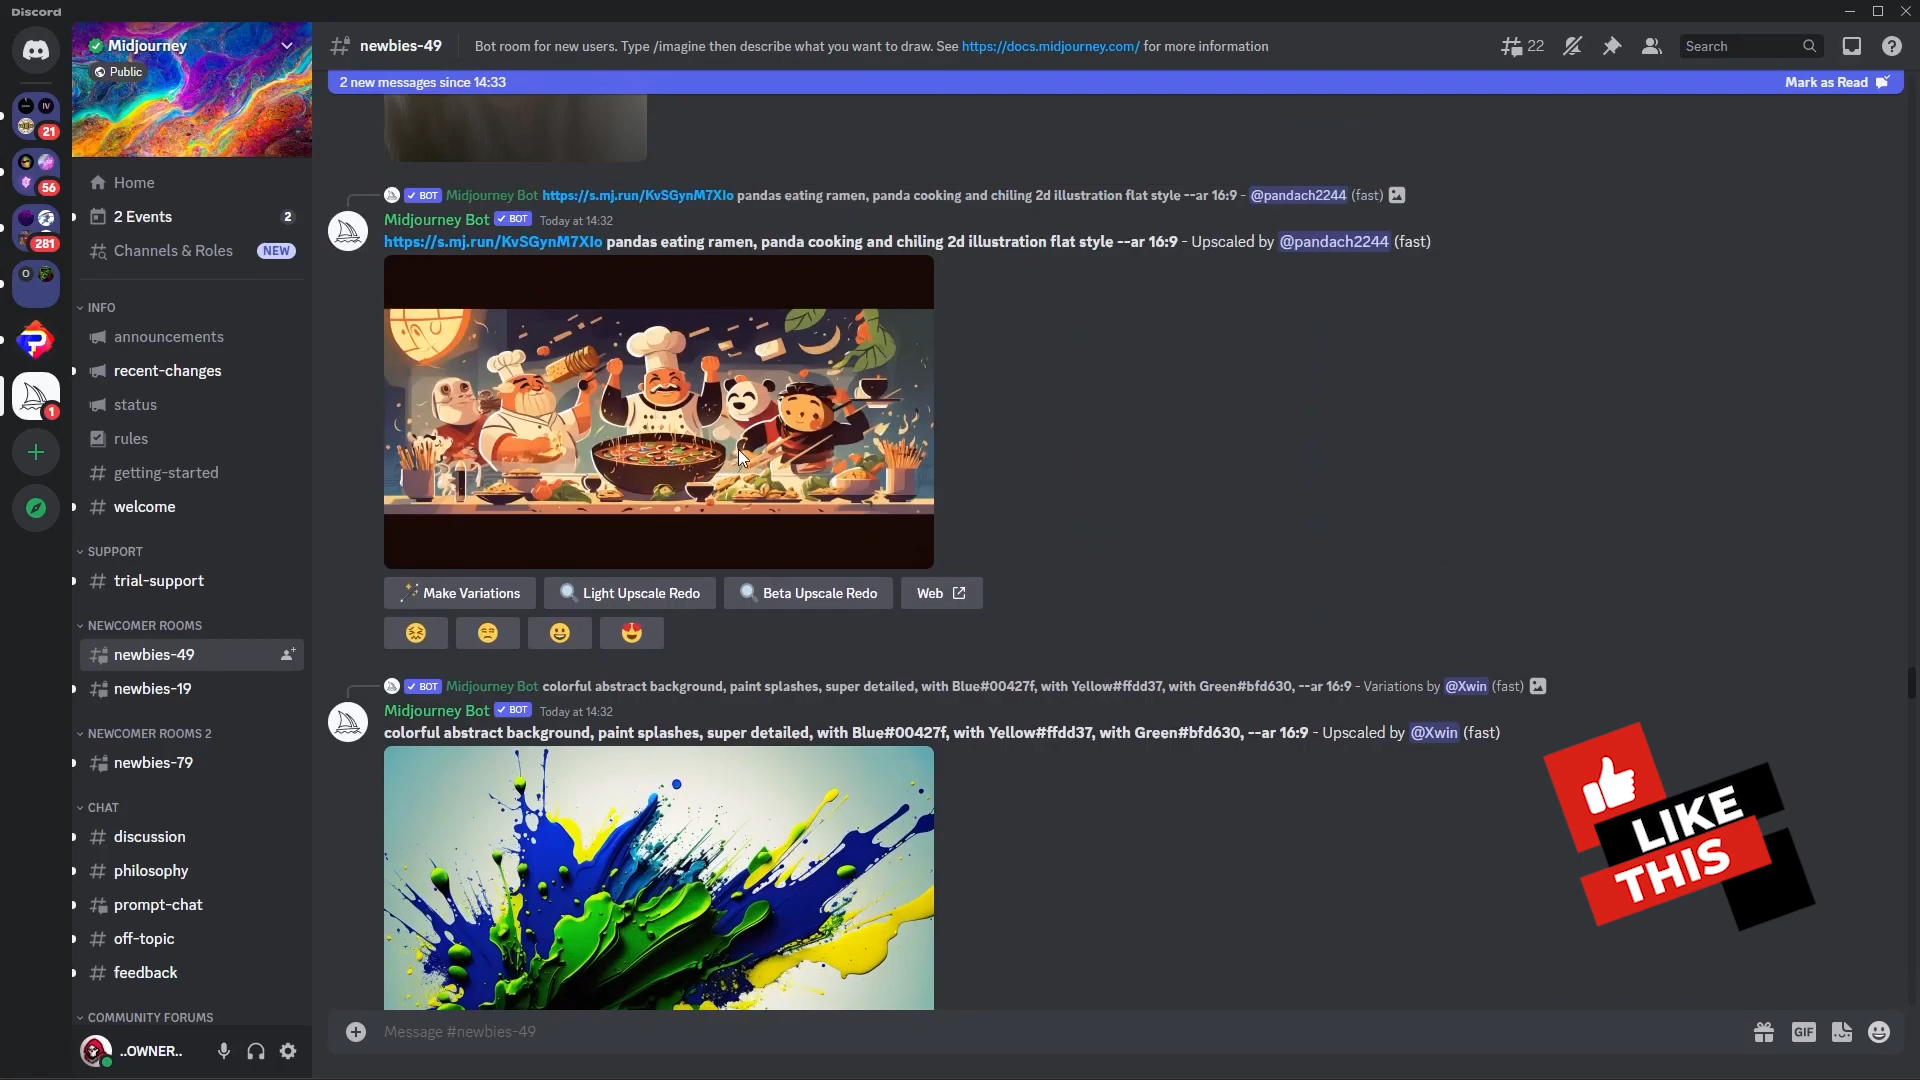 Discord
Midjourney
Public
Home
2 Events 2
Channels & Roles NEW
INFO
announcements
recent-changes
status
rules
getting-started
welcome
SUPPORT
trial-support
NEWCOMER ROOMS
newbies-49
newbies-19
NEWCOMER ROOMS 2
newbies-79
CHAT
discussion
philosophy
prompt-chat
off-topic
feedback
COMMUNITY FORUMS
..OWNER..
21
IV
56
281
O
1
newbies-49 Bot room for new users. Type /imagine then describe what you want to draw. See https://docs.midjourney.com/ for more information 22 Search
2 new messages since 14:33 Mark as Read
BOT Midjourney Bot https://s.mj.run/KvSGynM7XIo pandas eating ramen, panda cooking and chiling 2d illustration flat style --ar 16:9 - @pandach2244 (fast)
Midjourney Bot BOT Today at 14:32
https://s.mj.run/KvSGynM7XIo pandas eating ramen, panda cooking and chiling 2d illustration flat style --ar 16:9 - Upscaled by @pandach2244 (fast)
Make Variations Light Upscale Redo Beta Upscale Redo Web
BOT Midjourney Bot colorful abstract background, paint splashes, super detailed, with Blue#00427f, with Yellow#ffdd37, with Green#bfd630, --ar 16:9 - Variations by @Xwin (fast)
Midjourney Bot BOT Today at 14:32
colorful abstract background, paint splashes, super detailed, with Blue#00427f, with Yellow#ffdd37, with Green#bfd630, --ar 16:9 - Upscaled by @Xwin (fast)
LIKE
THIS
Message #newbies-49
GIF